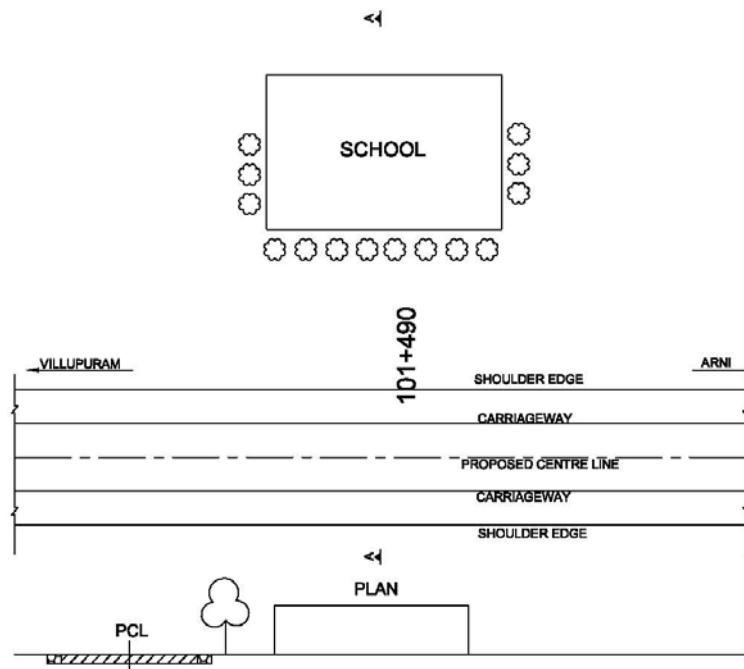 A
SCHOOL
101+490
VILLUPURAM
ARNI
SHOULDER EDGE
CARRIAGEWAY
PROPOSED CENTRE LINE
CARRIAGEWAY
SHOULDER EDGE
A
PLAN
PCL